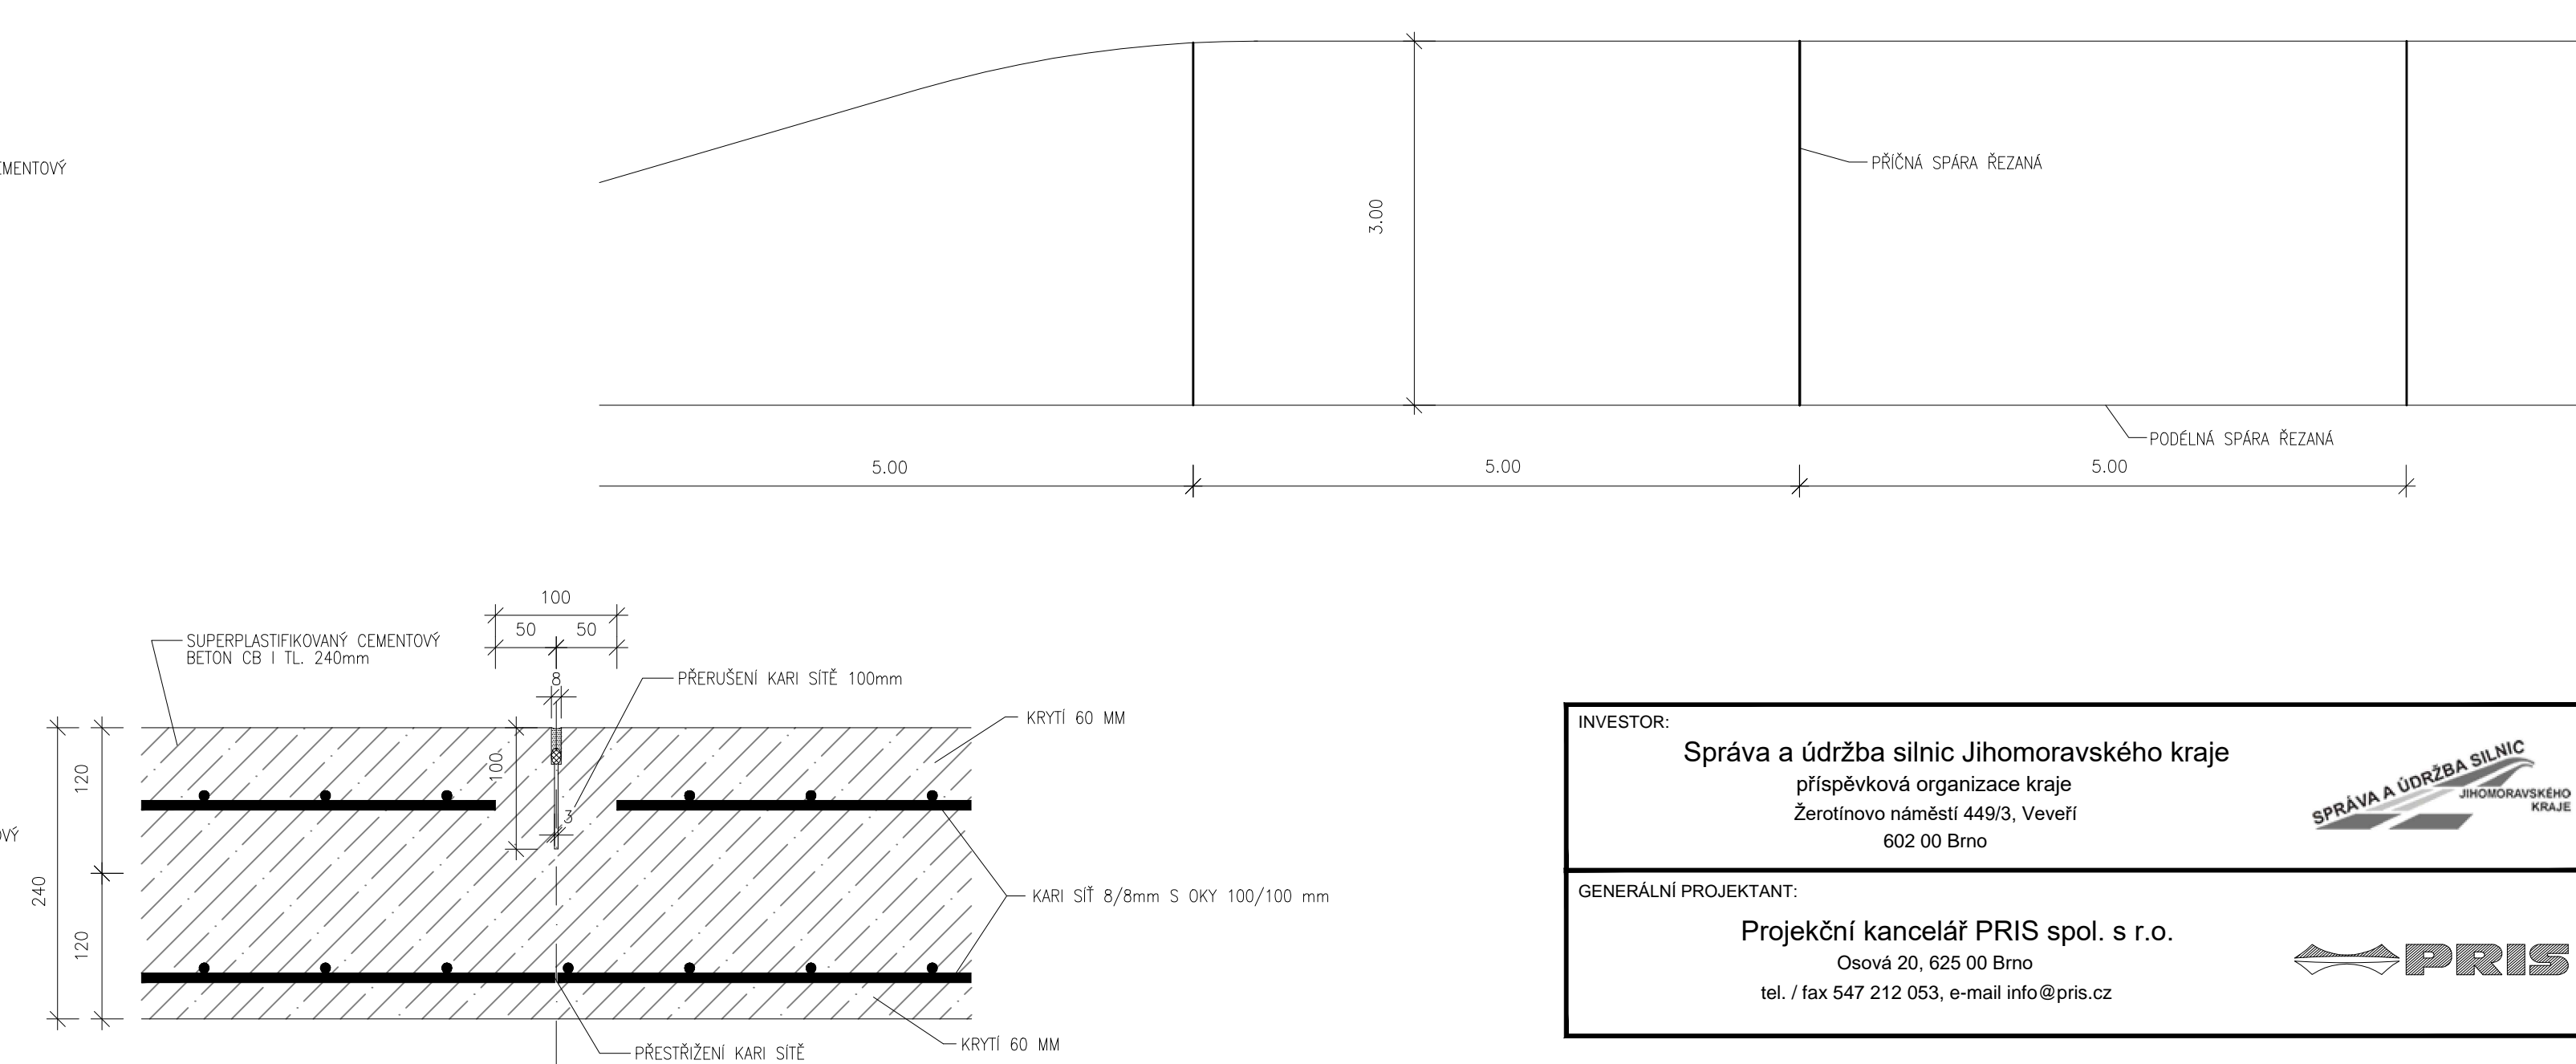 EMENTOVÝ
PŘÍČNÁ SPÁRA ŘEZANÁ
3.00
PODÉLNÁ SPÁRA ŘEZANÁ
5.00
5.00
5.00
100
50
50
8
SUPERPLASTIFIKOVANÝ CEMENTOVÝ
BETON CB I TL. 240mm
PŘERUŠENÍ KARI SÍTĚ 100mm
KRYTÍ 60 MM
120
100
3
OVÝ
240
120
KARI SÍŤ 8/8mm S OKY 100/100 mm
KRYTÍ 60 MM
PŘESTŘIŽENÍ KARI SÍTĚ
INVESTOR:
Správa a údržba silnic Jihomoravského kraje
příspěvková organizace kraje
Žerotínovo náměstí 449/3, Veveří
602 00 Brno
SPRÁVA A ÚDRŽBA SILNIC
JIHOMORAVSKÉHO
KRAJE
GENERÁLNÍ PROJEKTANT:
Projekční kancelář PRIS spol. s r.o.
Osová 20, 625 00 Brno
tel. / fax 547 212 053, e-mail info@pris.cz
PRIS